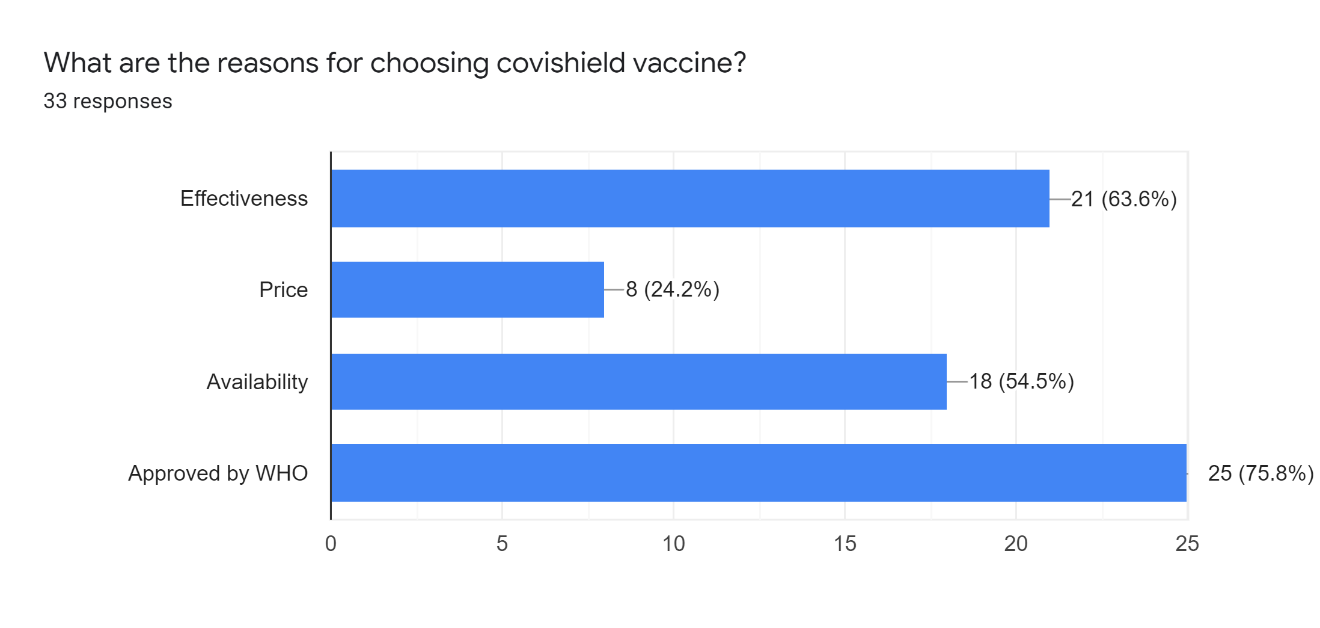 What are the reasons for choosing covishield vaccine?
33 responses
Effectiveness 21 (63.6%)
Price 8 (24.2%)
Availability 18 (54.5%)
Approved by WHO 25 (75.8%)
0 5 10 15 20 25